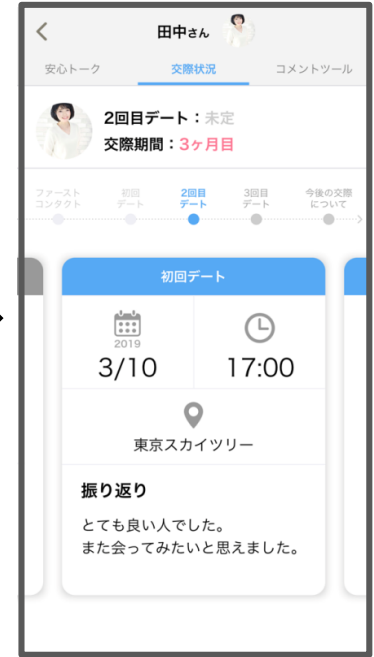 田中さん
安心トーク 交際状況 コメントツール
2回目デート：未定
交際期間：3ヶ月目
ファースト
コンタクト
初回
デート
2回目
デート
3回目
デート
今後の交際
について
初回デート
2019
3/10
17:00
東京スカイツリー
振り返り
とても良い人でした。
また会ってみたいと思えました。